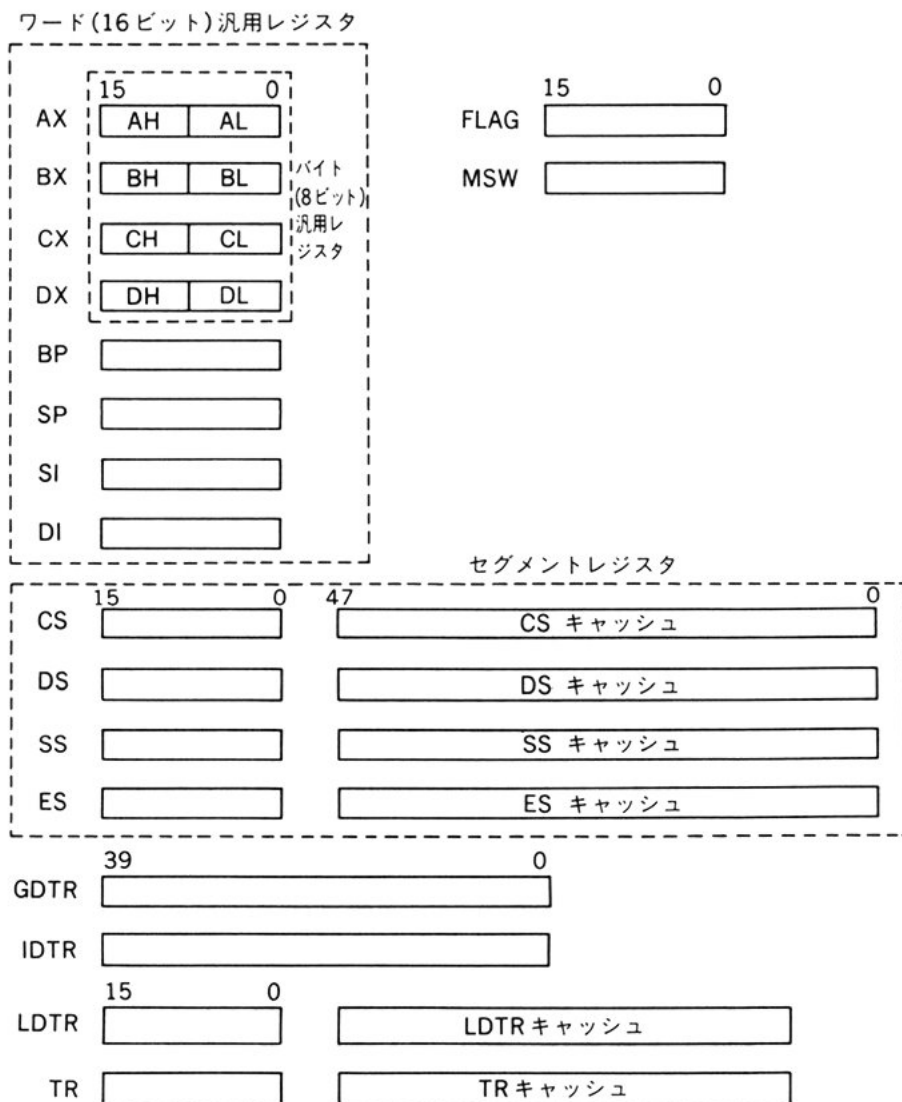 ワード(16ビット)汎用レジスタ
15 0
AX AH AL
BX BH BL
CX CH CL
DX DH DL
バイト
(8ビット)
汎用レ
ジスタ
BP
SP
SI
DI
15 0
FLAG
MSW
セグメントレジスタ
15 0 47 0
CS CS キャッシュ
DS DS キャッシュ
SS SS キャッシュ
ES ES キャッシュ
39 0
GDTR
IDTR
15 0
LDTR LDTRキャッシュ
TR TRキャッシュ